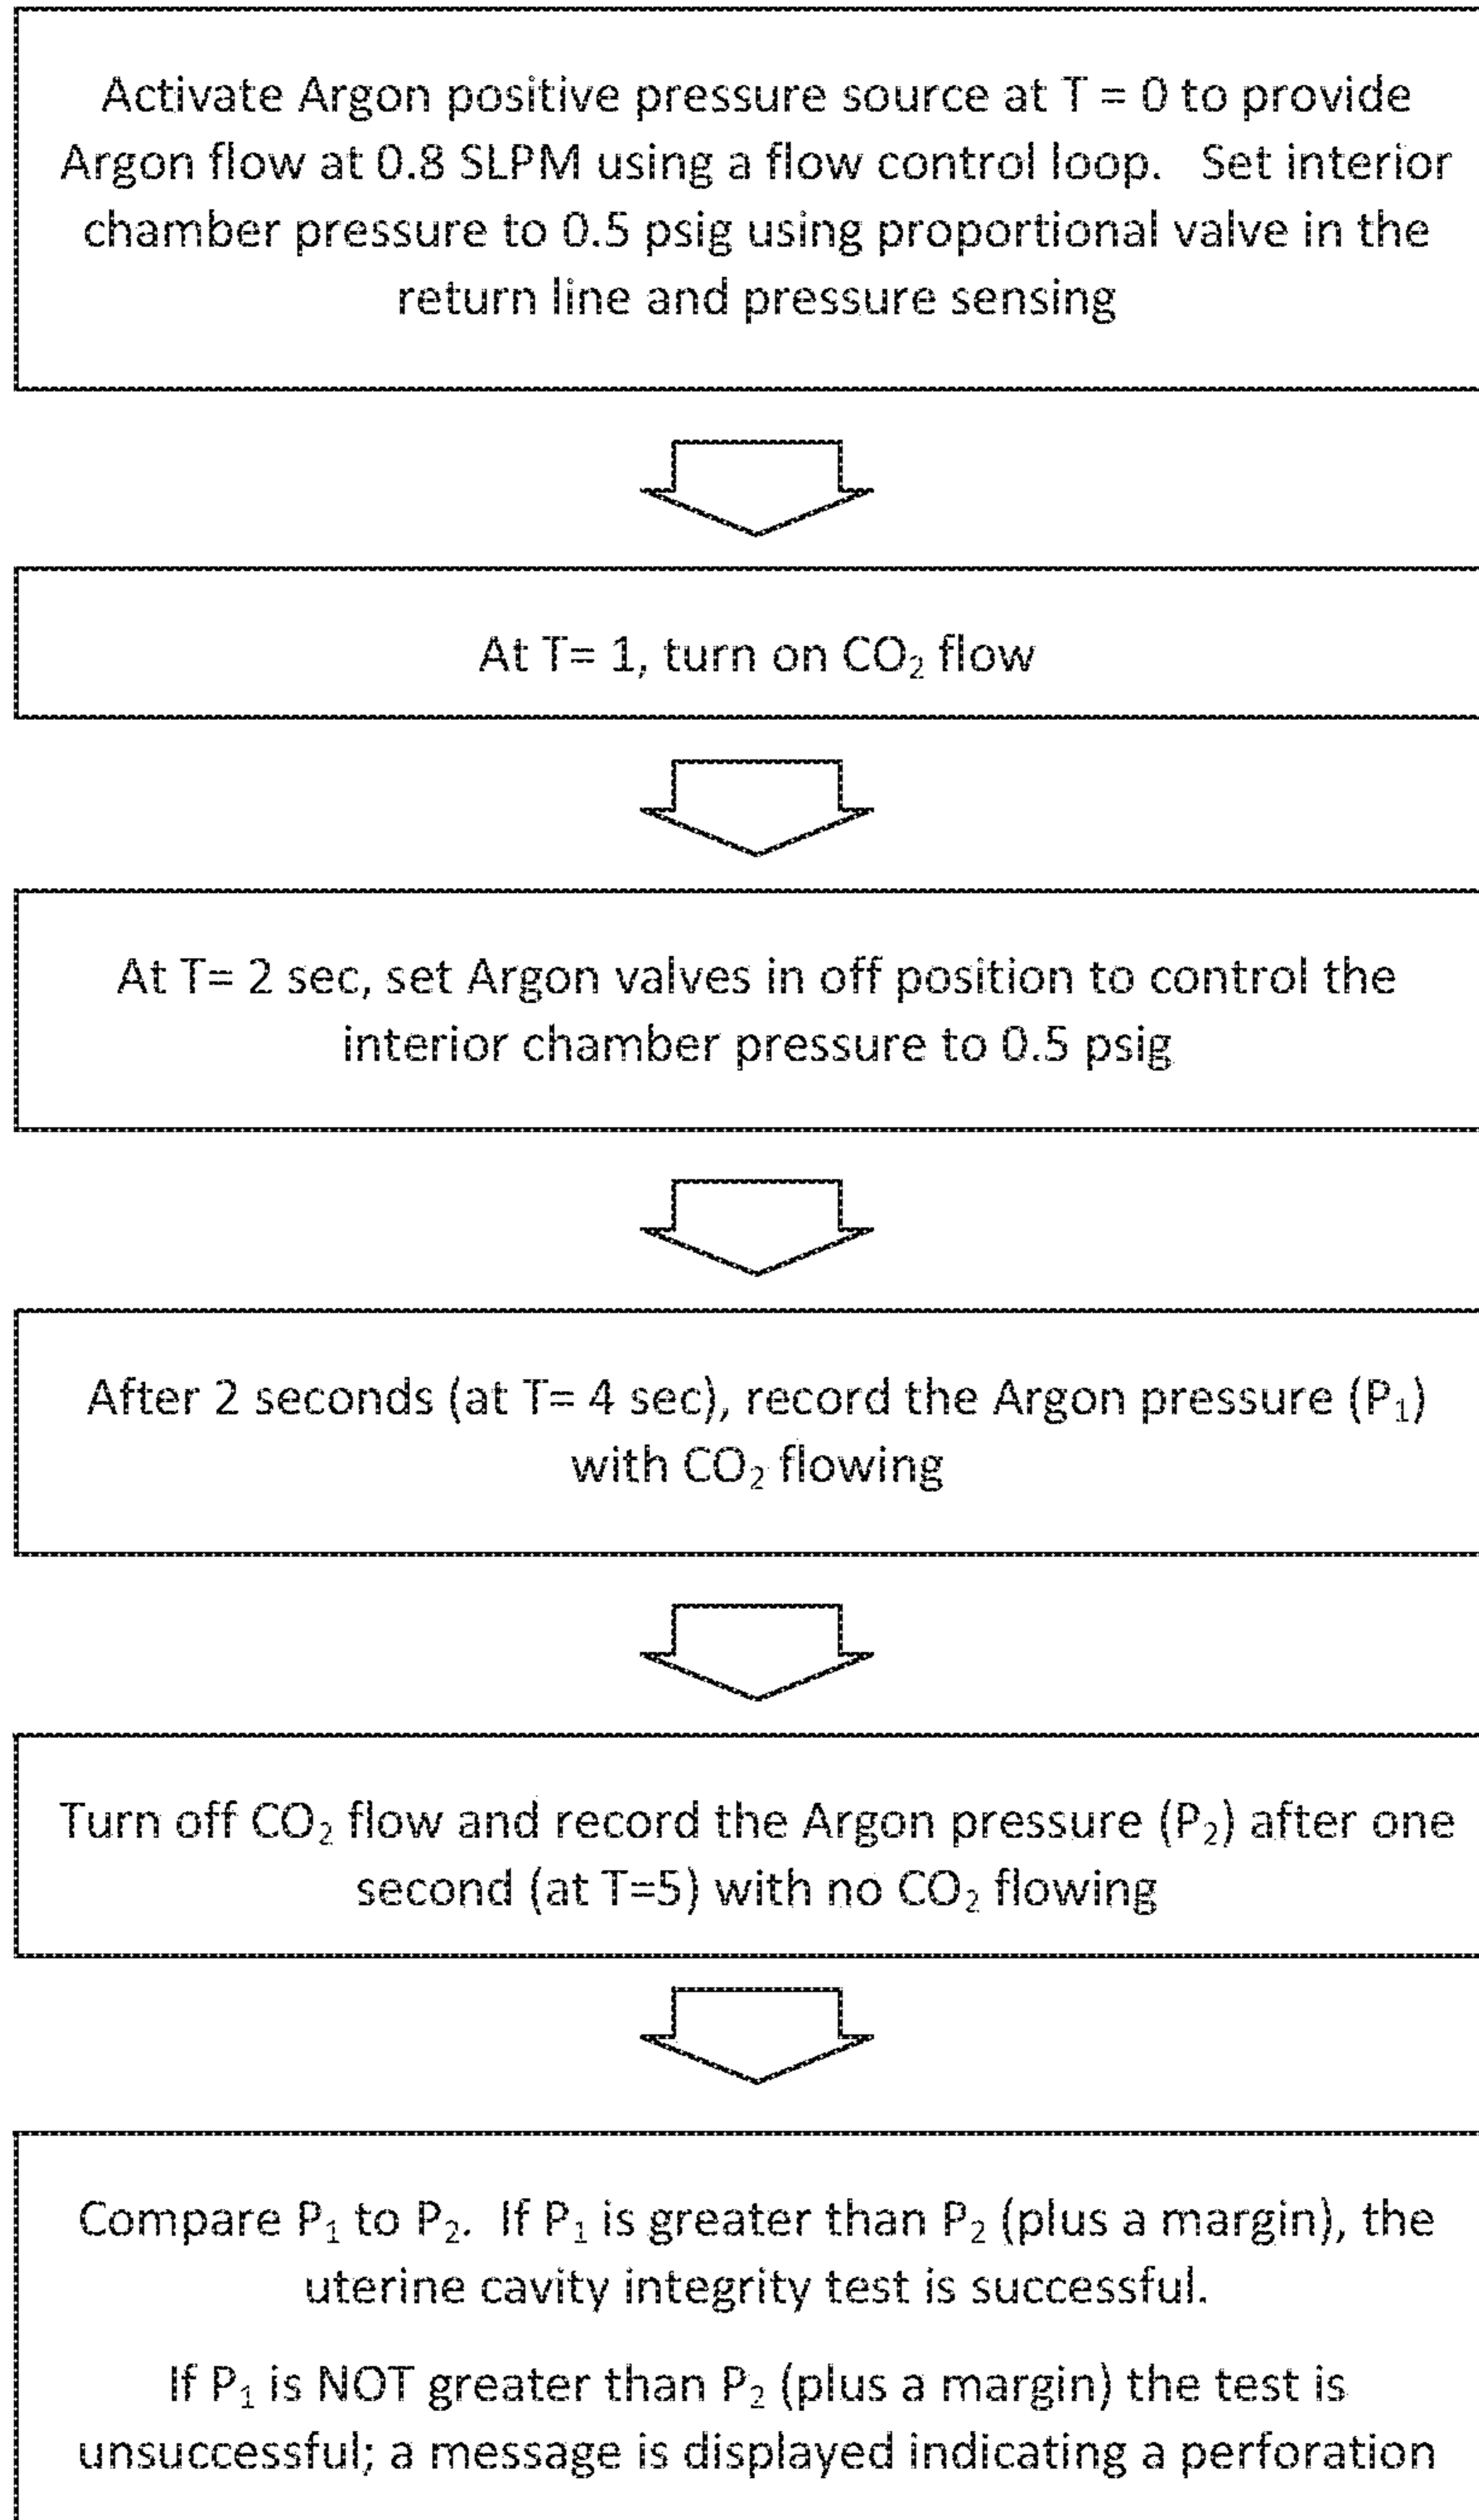 Activate Argon positive pressure source at T = 0 to provide
Argon flow at 0.8 SLPM using a flow control loop.   Set interior
chamber pressure to 0.5 psig using proportional valve in the
return line and pressure sensing
At T= 1, turn on CO₂ flow
At T= 2 sec, set Argon valves in off position to control the
interior chamber pressure to 0.5 psig
After 2 seconds (at T= 4 sec), record the Argon pressure (P₁)
with CO₂ flowing
Turn off CO₂ flow and record the Argon pressure (P₂) after one
second (at T=5) with no CO₂ flowing
Compare P₁ to P₂.  If P₁ is greater than P₂ (plus a margin), the
uterine cavity integrity test is successful.
If P₁ is NOT greater than P₂ (plus a margin) the test is
unsuccessful; a message is displayed indicating a perforation